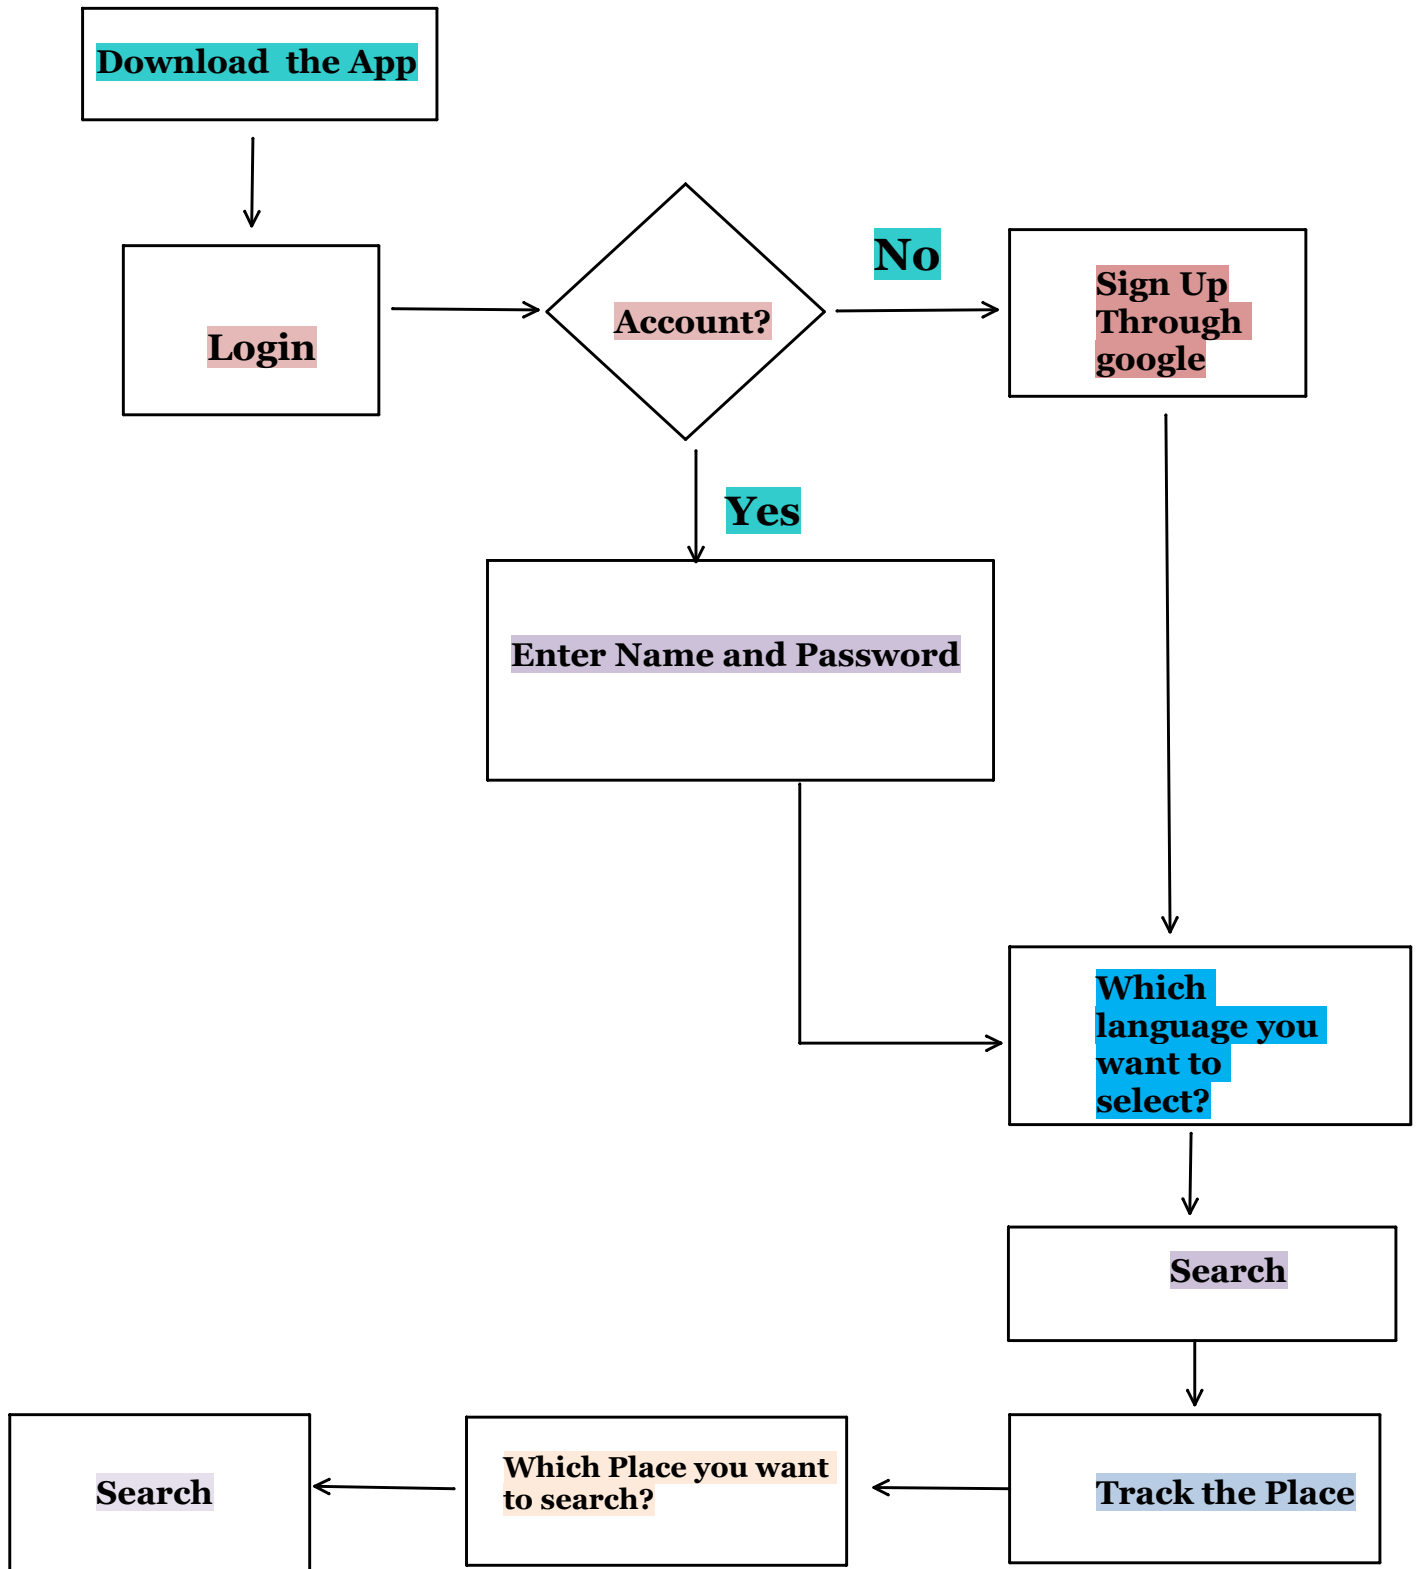 Download  the App
No
Sign Up
Through
google
Account?
Login
Yes
Enter Name and Password
Which
language you
want to
select?
Search
Which Place you want
to search?
Track the Place
Search